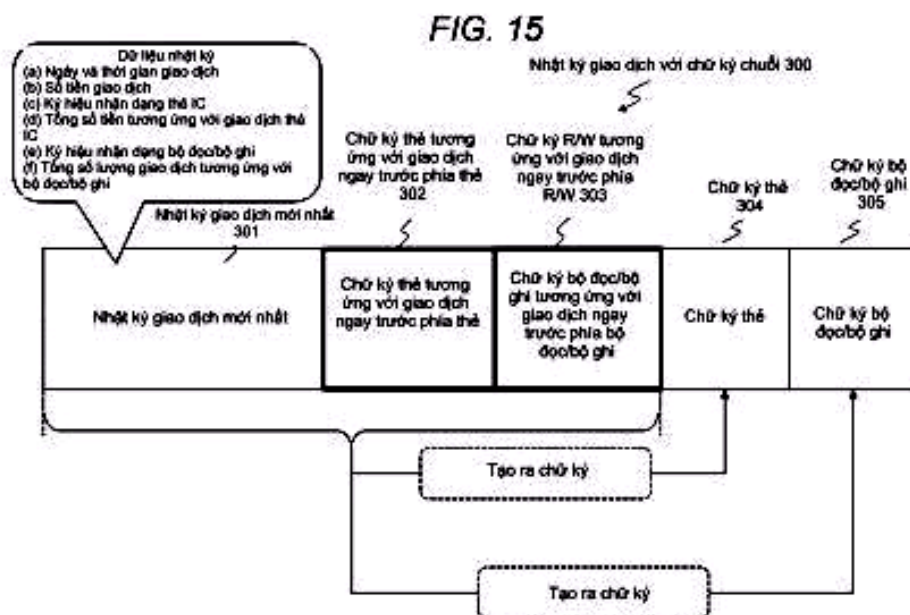 FIG. 15
Dữ liệu nhật ký
(a) Ngày và thời gian giao dịch
(b) Số tiền giao dịch
(c) Ký hiệu nhận dạng thẻ IC
(d) Tổng số tiền tương ứng với giao dịch thẻ
IC
(e) Ký hiệu nhận dạng bộ đọc/bộ ghi
(f) Tổng số lượng giao dịch tương ứng với
bộ đọc/bộ ghi
Nhật ký giao dịch với chữ ký chuỗi 300
Nhật ký giao dịch mới nhất
301
Chữ ký thẻ tương
ứng với giao dịch
ngay trước phía thẻ
302
Chữ ký R/W tương
ứng với giao dịch
ngay trước phía
R/W 303
Chữ ký thẻ
304
Chữ ký bộ
đọc/bộ ghi
305
Nhật ký giao dịch mới nhất
Chữ ký thẻ tương
ứng với giao dịch
ngay trước phía thẻ
Chữ ký bộ đọc/bộ
ghi tương ứng với
giao dịch ngay
trước phía bộ
đọc/bộ ghi
Chữ ký thẻ
Chữ ký bộ
đọc/bộ ghi
Tạo ra chữ ký
Tạo ra chữ ký